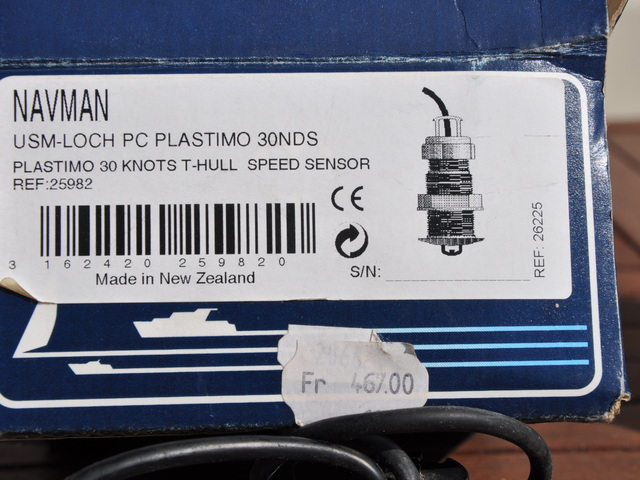 NAVMAN
USM-LOCH PC PLASTIMO 30NDS
PLASTIMO 30 KNOTS T-HULL SPEED SENSOR
REF:25982
3 162420 259820
Made in New Zealand
S/N:
REF: 26225
Fr 467.00